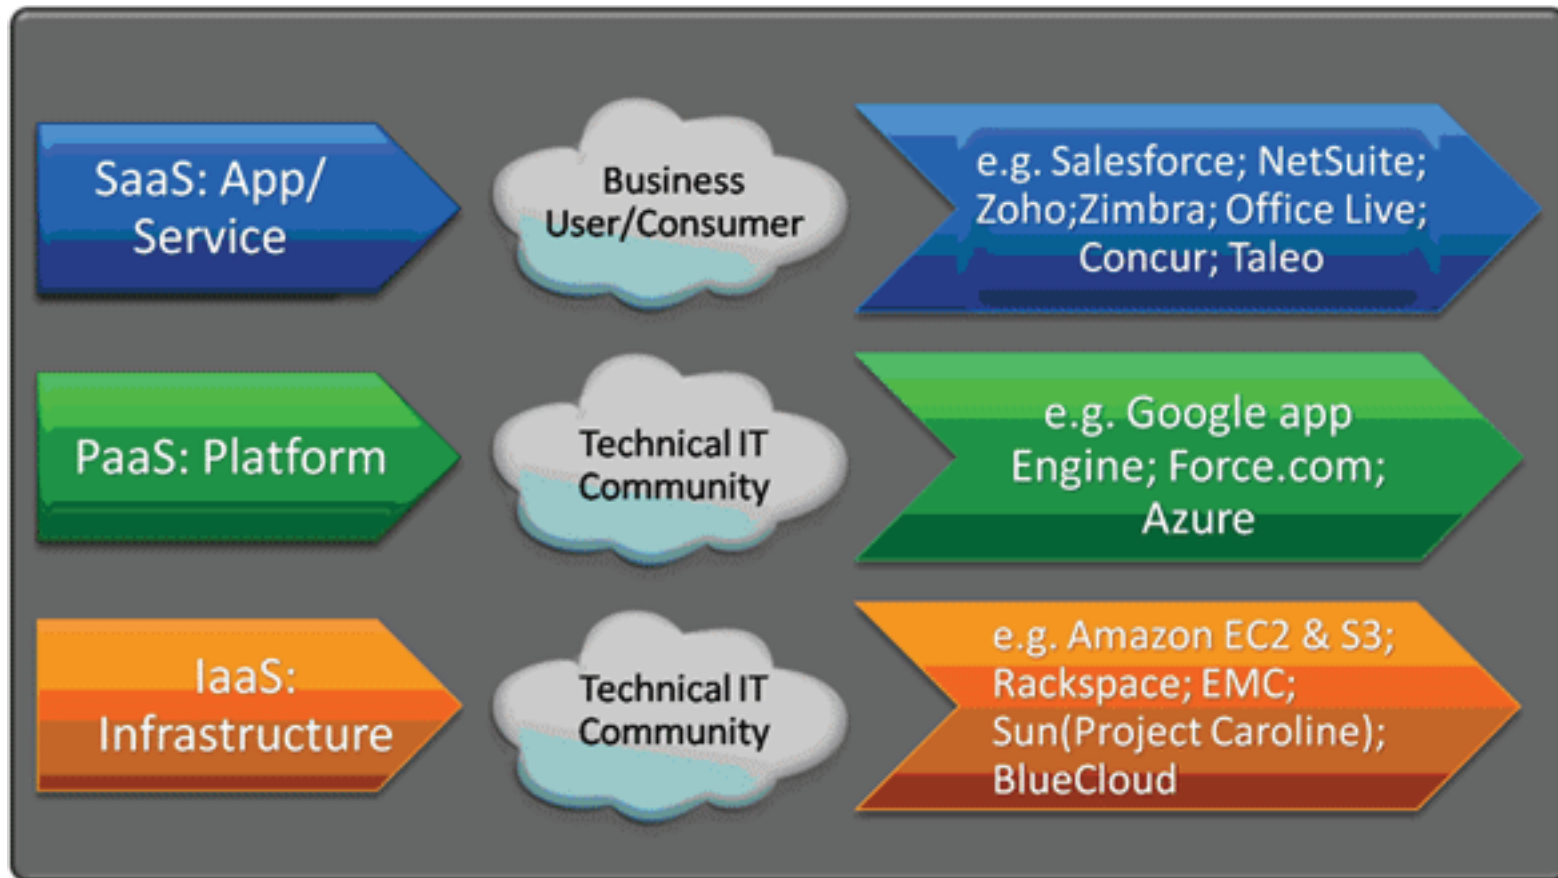 SaaS: App/
Service
Business
User/Consumer
e.g. Salesforce; NetSuite;
Zoho;Zimbra; Office Live;
Concur; Taleo
PaaS: Platform
Technical IT
Community
e.g. Google app
Engine; Force.com;
Azure
IaaS:
Infrastructure
Technical IT
Community
e.g. Amazon EC2 & S3;
Rackspace; EMC;
Sun(Project Caroline);
BlueCloud